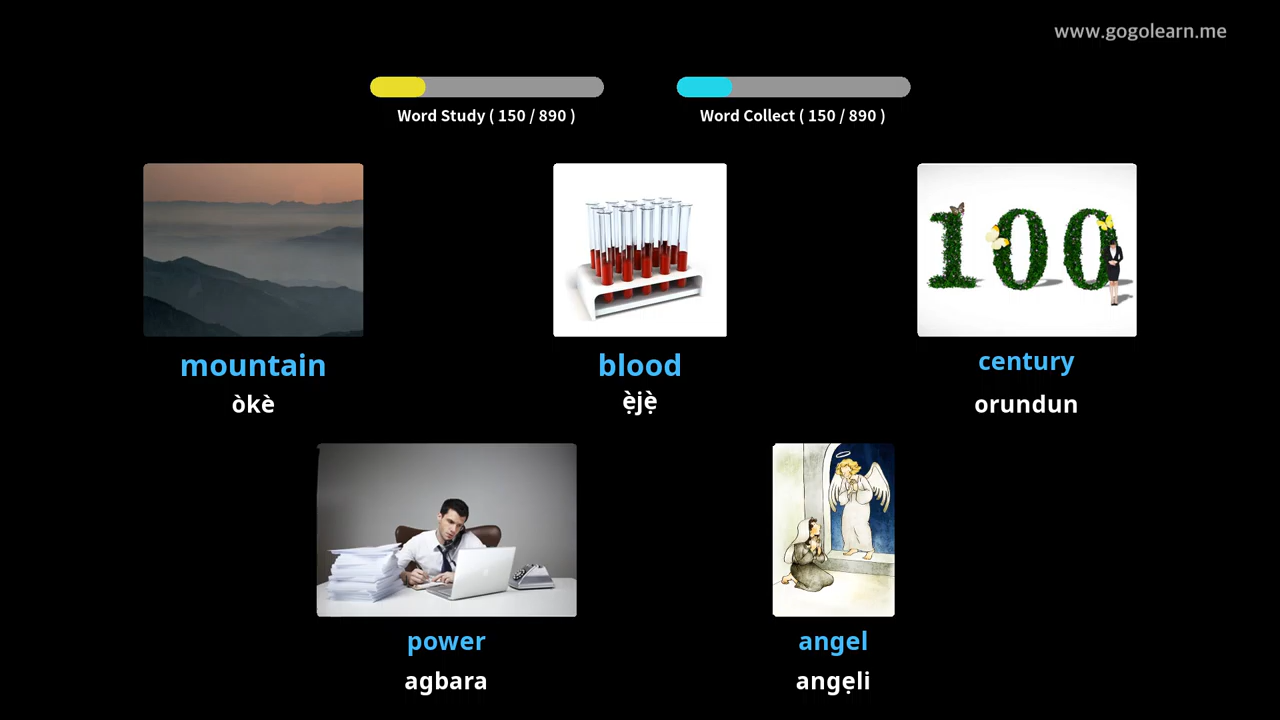 www.gogolearn.me
Word Study ( 150 / 890 )
Word Collect ( 150 / 890 )
mountain
òkè
blood
ẹ̀jẹ̀
century
orundun
power
agbara
angel
angẹli